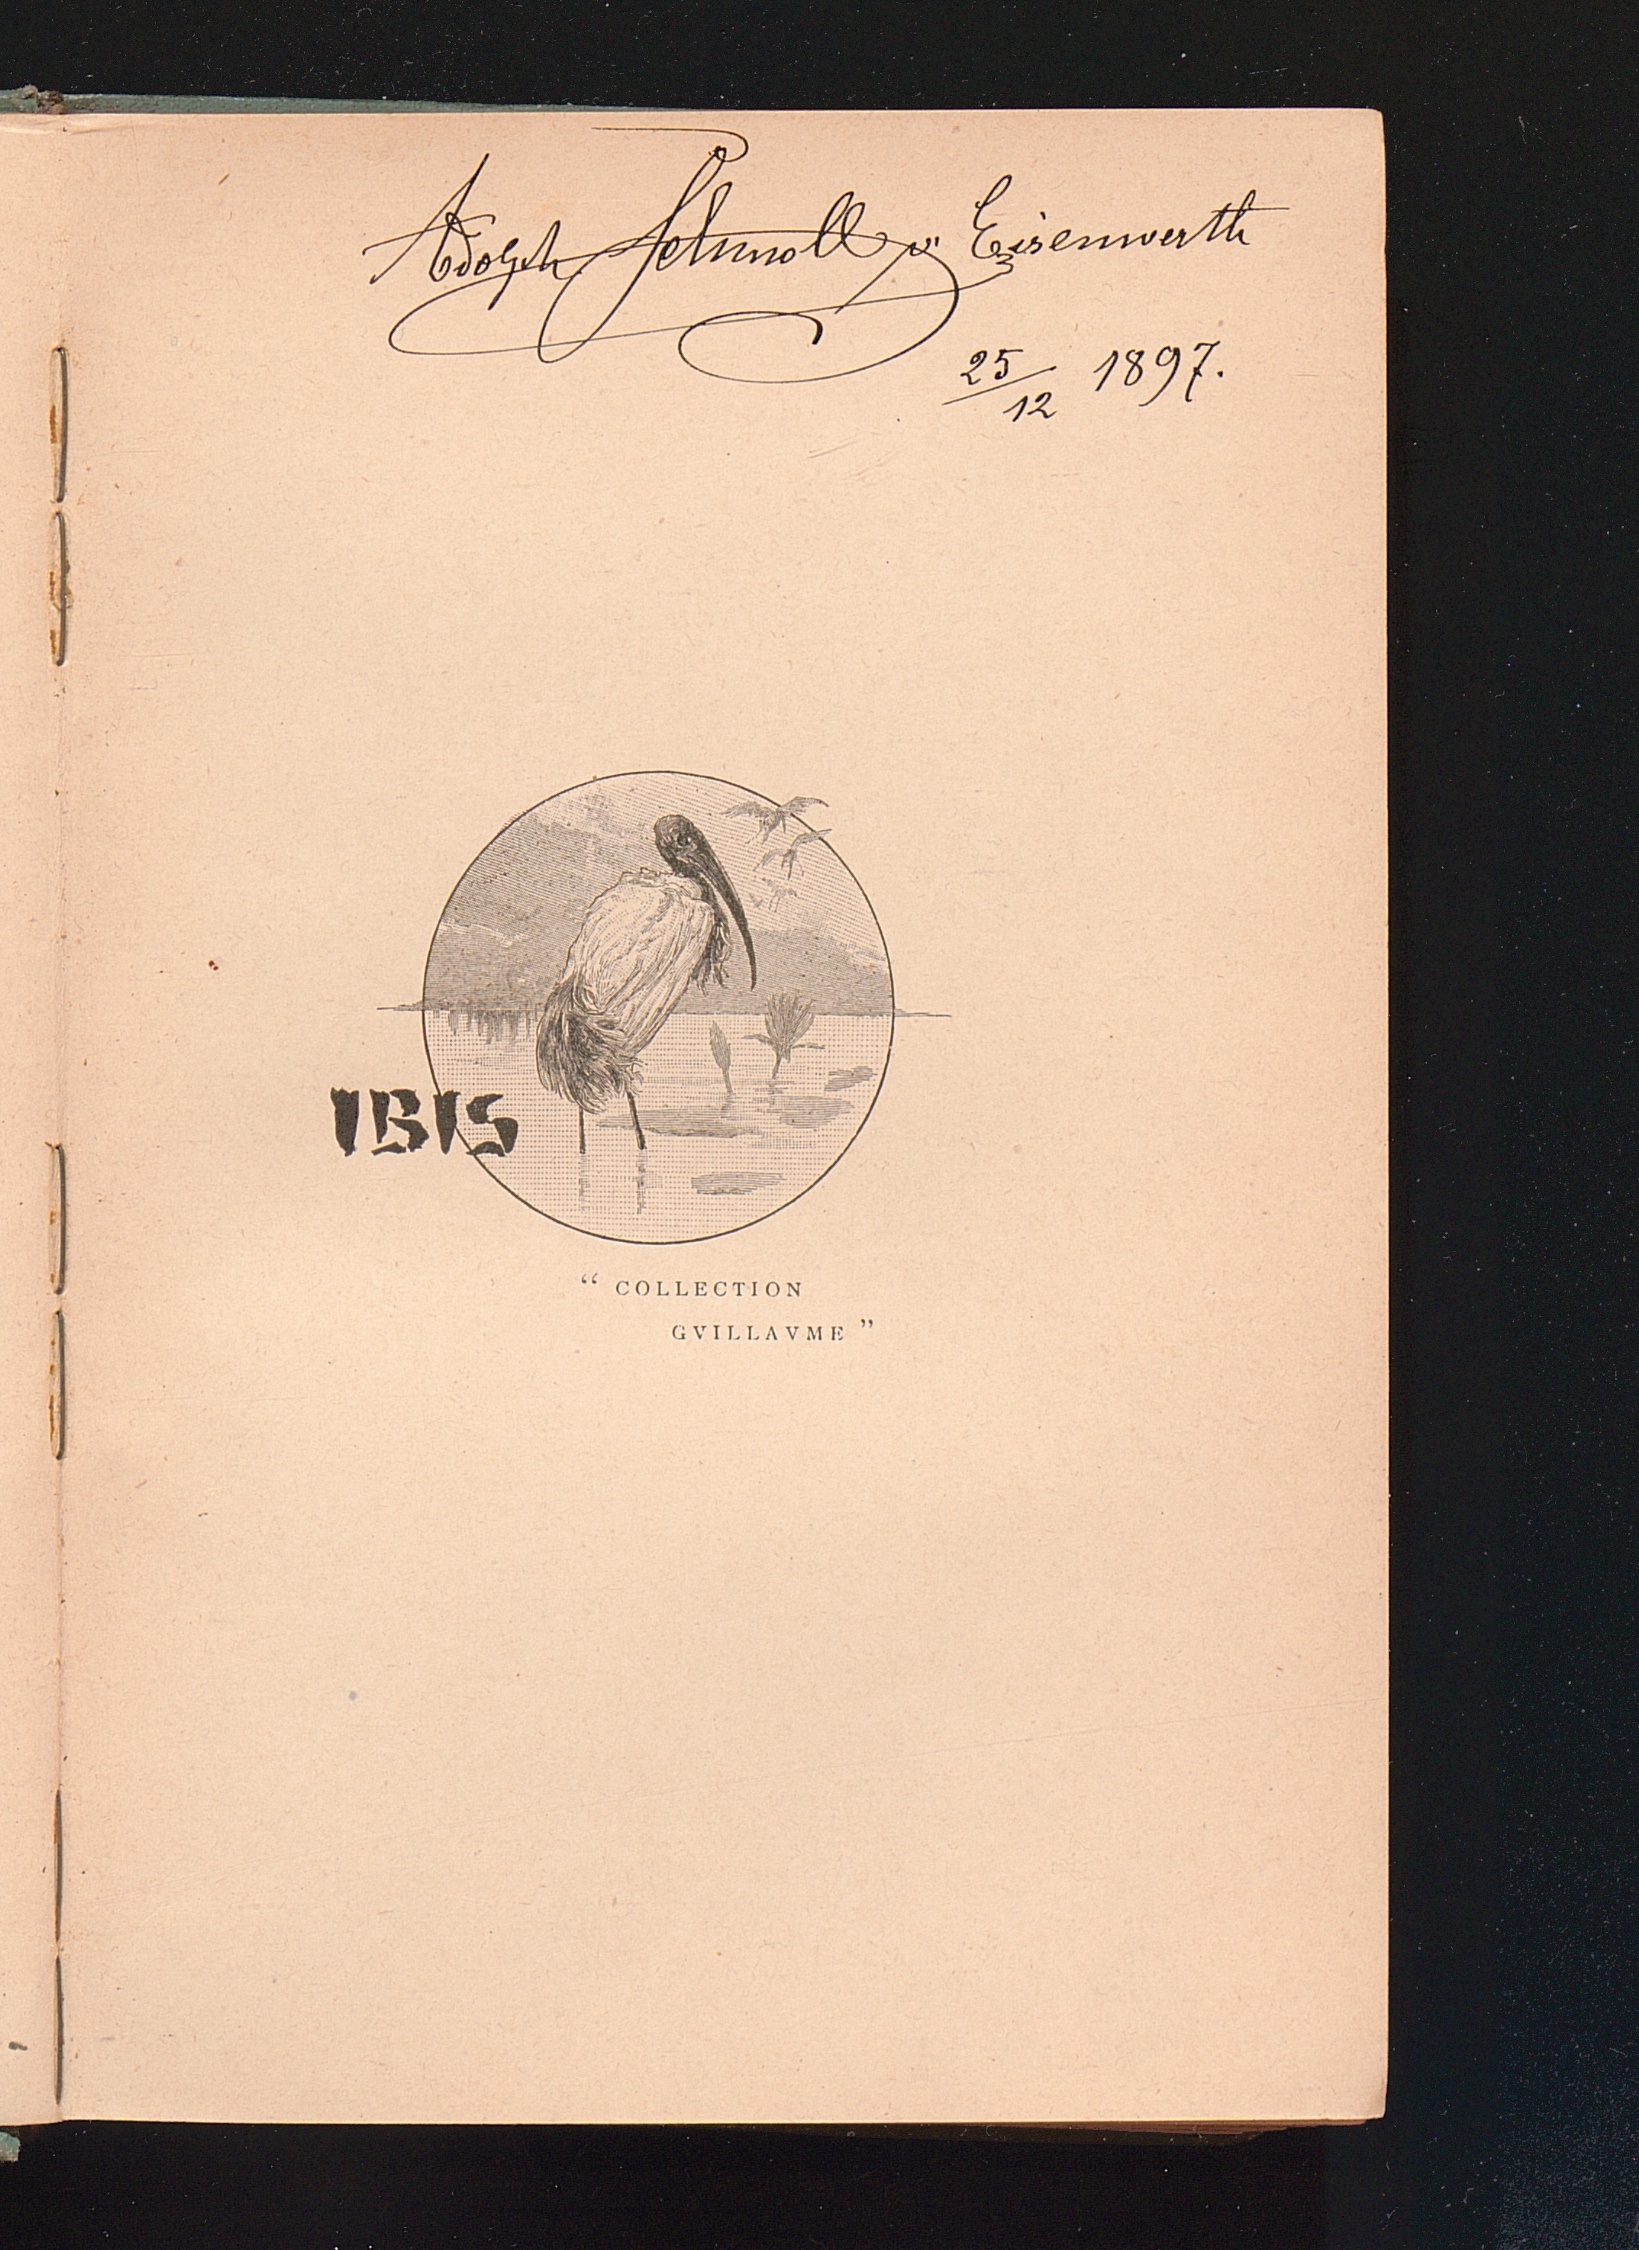 Adolph Schmoll v. Eisenwerth
25/12 1897.
IBIS
“ COLLECTION
GVILLAVME ”